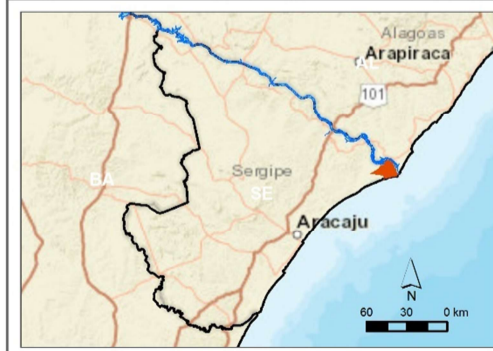 Alagoas
AL
Arapiraca
101
Sergipe
BA
SE
Aracaju
N
60 30 0 km